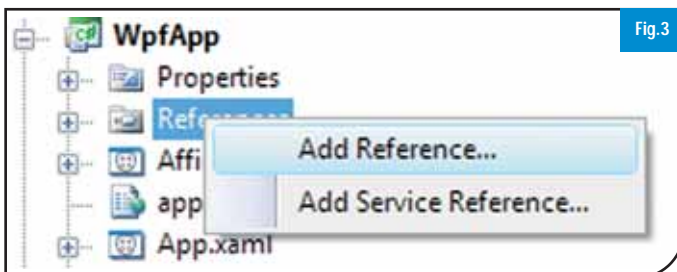 WpfApp
Fig.3
Properties
Add Reference...
Add Service Reference...
App.xaml